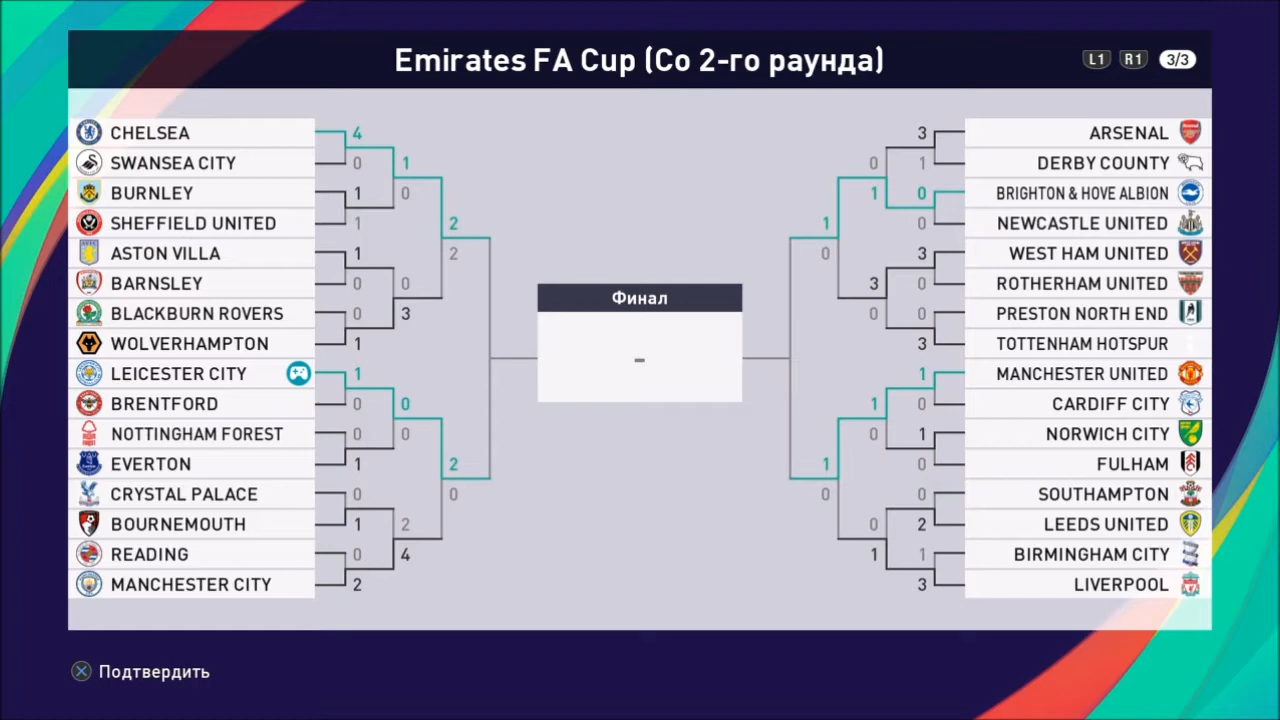 Emirates FA Cup (Со 2-го раунда)
L1 R1 3/3
CHELSEA 4
SWANSEA CITY 0
1
BURNLEY 1
0
SHEFFIELD UNITED 1
2
ASTON VILLA 1
2
BARNSLEY 0
0
BLACKBURN ROVERS 0
3
WOLVERHAMPTON 1
LEICESTER CITY 1
BRENTFORD 0
0
NOTTINGHAM FOREST 0
0
EVERTON 1
2
CRYSTAL PALACE 0
0
BOURNEMOUTH 1
2
READING 0
4
MANCHESTER CITY 2
Финал
-
3 ARSENAL
0
1 DERBY COUNTY
1
0 BRIGHTON & HOVE ALBION
1
0 NEWCASTLE UNITED
0
3 WEST HAM UNITED
3
0 ROTHERHAM UNITED
0
0 PRESTON NORTH END
3 TOTTENHAM HOTSPUR
1 MANCHESTER UNITED
1
0 CARDIFF CITY
0
1 NORWICH CITY
1
0 FULHAM
0
0 SOUTHAMPTON
0
2 LEEDS UNITED
1
1 BIRMINGHAM CITY
3 LIVERPOOL
Подтвердить